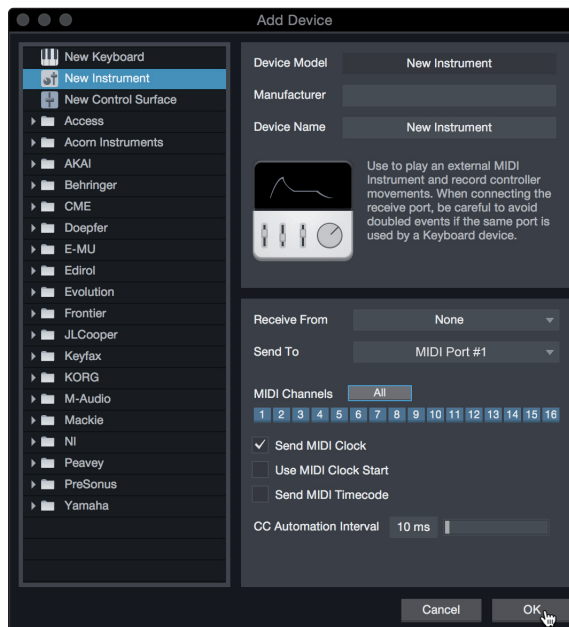 Add Device
New Keyboard
New Instrument
New Control Surface
Access
Acorn Instruments
AKAI
Behringer
CME
Doepfer
E-MU
Edirol
Evolution
Frontier
JLCooper
Keyfax
KORG
M-Audio
Mackie
NI
Peavey
PreSonus
Yamaha
Device Model New Instrument
Manufacturer
Device Name New Instrument
Use to play an external MIDI
Instrument and record controller
movements. When connecting the
receive port, be careful to avoid
doubled events if the same port is
used by a Keyboard device.
Receive From None
Send To MIDI Port #1
MIDI Channels All
1 2 3 4 5 6 7 8 9 10 11 12 13 14 15 16
Send MIDI Clock
Use MIDI Clock Start
Send MIDI Timecode
CC Automation Interval 10 ms
Cancel OK